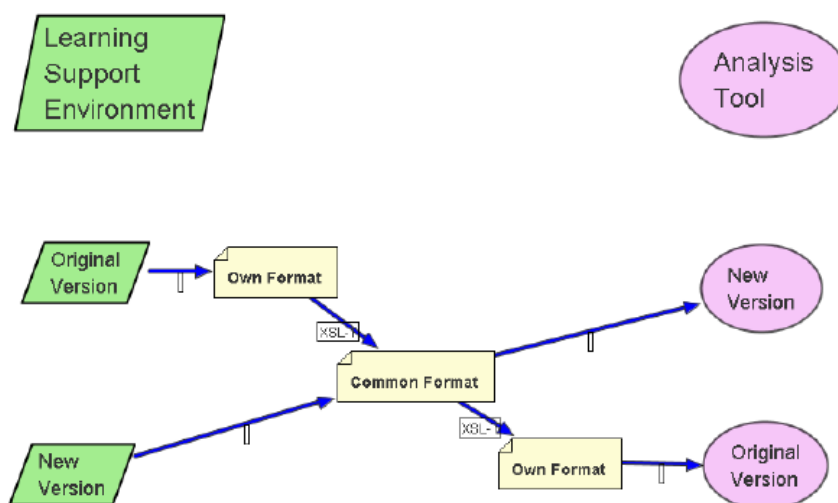 Learning
Support
Environment
Analysis
Tool
Original
Version
Own Format
New
Version
XSL-
Common Format
New
Version
XSL-
Own Format
Original
Version